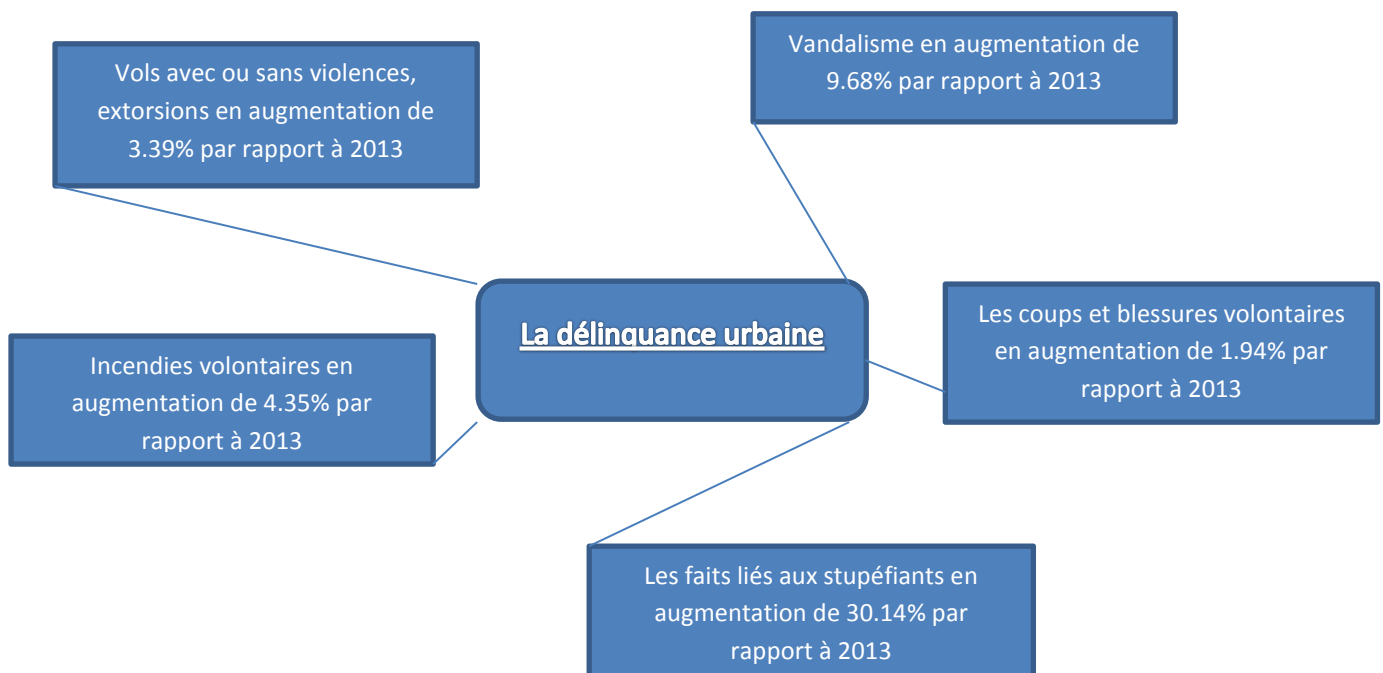 Vols avec ou sans violences,
extorsions en augmentation de
3.39% par rapport à 2013
Vandalisme en augmentation de
9.68% par rapport à 2013
La délinquance urbaine
Les coups et blessures volontaires
en augmentation de 1.94% par
rapport à 2013
Incendies volontaires en
augmentation de 4.35% par
rapport à 2013
Les faits liés aux stupéfiants en
augmentation de 30.14% par
rapport à 2013